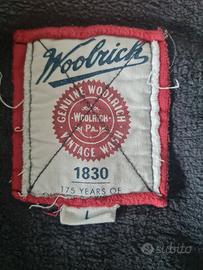 Woolrich
GENUINE WOOLRICH
WOOLRICH
PA.
VINTAGE WASH
1830
175 YEARS OF
L
subito